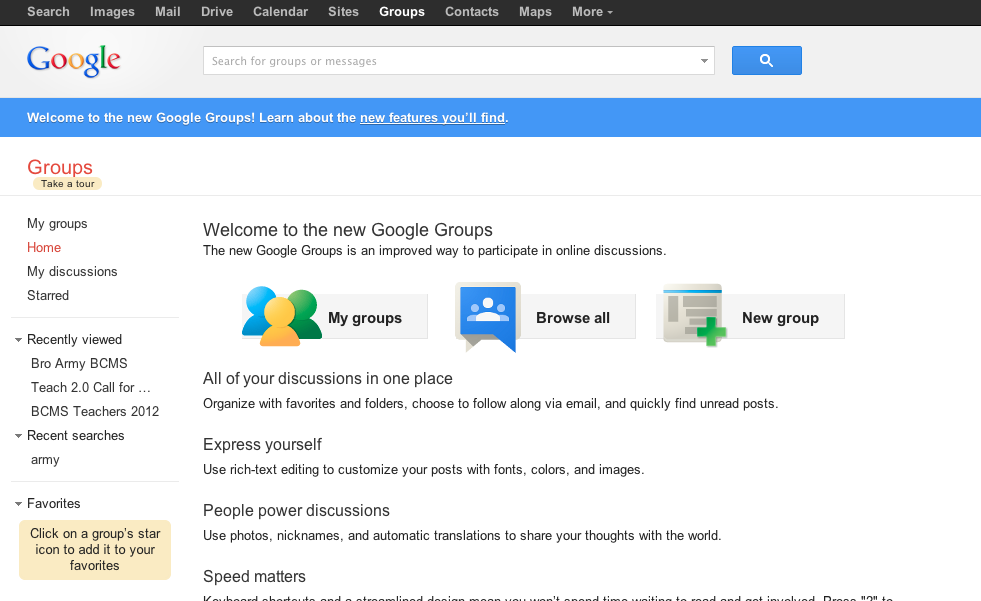 Search Images Mail Drive Calendar Sites Groups Contacts Maps More
Google
Search for groups or messages
Welcome to the new Google Groups! Learn about the new features you'll find.
Groups
Take a tour
My groups
Home
My discussions
Starred
Recently viewed
Bro Army BCMS
Teach 2.0 Call for …
BCMS Teachers 2012
Recent searches
army
Favorites
Click on a group's star
icon to add it to your
favorites
Welcome to the new Google Groups
The new Google Groups is an improved way to participate in online discussions.
My groups
Browse all
New group
All of your discussions in one place
Organize with favorites and folders, choose to follow along via email, and quickly find unread posts.
Express yourself
Use rich-text editing to customize your posts with fonts, colors, and images.
People power discussions
Use photos, nicknames, and automatic translations to share your thoughts with the world.
Speed matters
Keyboard shortcuts and a streamlined design mean you won't spend time waiting to read and get involved. Press "?" to